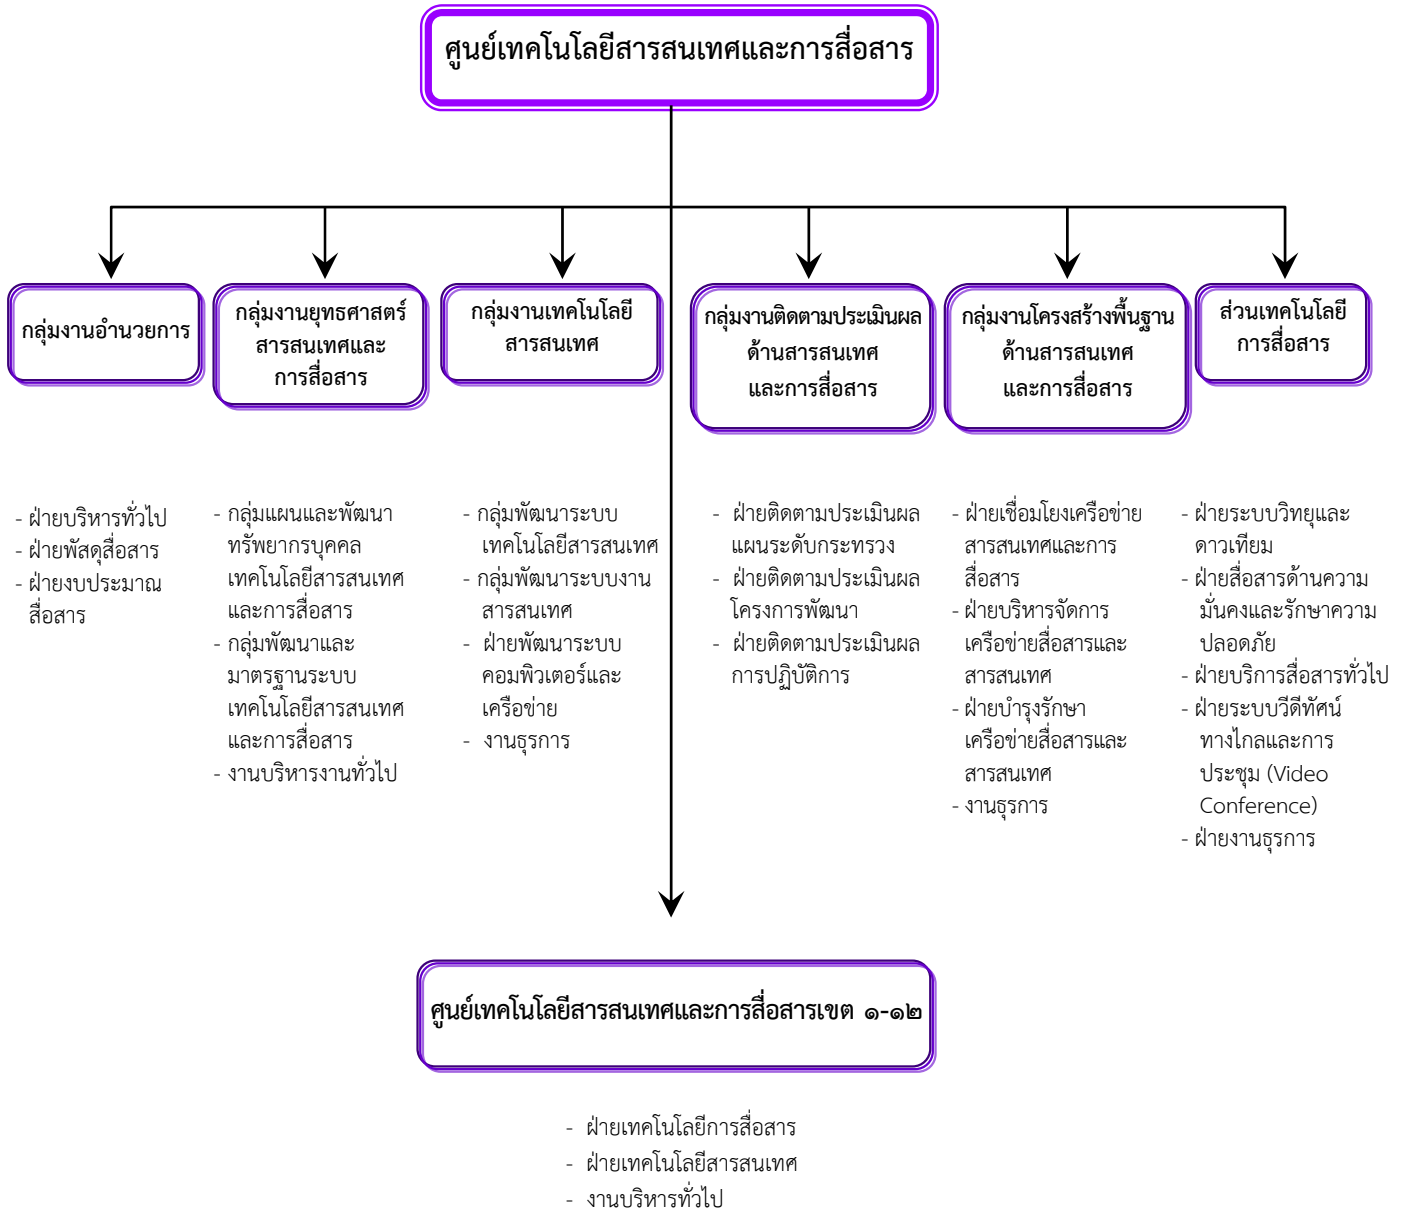 ศูนย์เทคโนโลยีสารสนเทศและการสื่อสาร
กลุ่มงานอำนวยการ
กลุ่มงานยุทธศาสตร์
สารสนเทศและ
การสื่อสาร
กลุ่มงานเทคโนโลยี
สารสนเทศ
กลุ่มงานติดตามประเมินผล
ด้านสารสนเทศ
และการสื่อสาร
กลุ่มงานโครงสร้างพื้นฐาน
ด้านสารสนเทศ
และการสื่อสาร
ส่วนเทคโนโลยี
การสื่อสาร
- ฝ่ายบริหารทั่วไป
- ฝ่ายพัสดุสื่อสาร
- ฝ่ายงบประมาณ
สื่อสาร
- กลุ่มแผนและพัฒนา
ทรัพยากรบุคคล
เทคโนโลยีสารสนเทศ
และการสื่อสาร
- กลุ่มพัฒนาและ
มาตรฐานระบบ
เทคโนโลยีสารสนเทศ
และการสื่อสาร
- งานบริหารงานทั่วไป
- กลุ่มพัฒนาระบบ
เทคโนโลยีสารสนเทศ
- กลุ่มพัฒนาระบบงาน
สารสนเทศ
- ฝ่ายพัฒนาระบบ
คอมพิวเตอร์และ
เครือข่าย
- งานธุรการ
- ฝ่ายติดตามประเมินผล
แผนระดับกระทรวง
- ฝ่ายติดตามประเมินผล
โครงการพัฒนา
- ฝ่ายติดตามประเมินผล
การปฏิบัติการ
- ฝ่ายเชื่อมโยงเครือข่าย
สารสนเทศและการ
สื่อสาร
- ฝ่ายบริหารจัดการ
เครือข่ายสื่อสารและ
สารสนเทศ
- ฝ่ายบำรุงรักษา
เครือข่ายสื่อสารและ
สารสนเทศ
- งานธุรการ
- ฝ่ายระบบวิทยุและ
ดาวเทียม
- ฝ่ายสื่อสารด้านความ
มั่นคงและรักษาความ
ปลอดภัย
- ฝ่ายบริการสื่อสารทั่วไป
- ฝ่ายระบบวีดีทัศน์
ทางไกลและการ
ประชุม (Video
Conference)
- ฝ่ายงานธุรการ
ศูนย์เทคโนโลยีสารสนเทศและการสื่อสารเขต ๑-๑๒
- ฝ่ายเทคโนโลยีการสื่อสาร
- ฝ่ายเทคโนโลยีสารสนเทศ
- งานบริหารทั่วไป